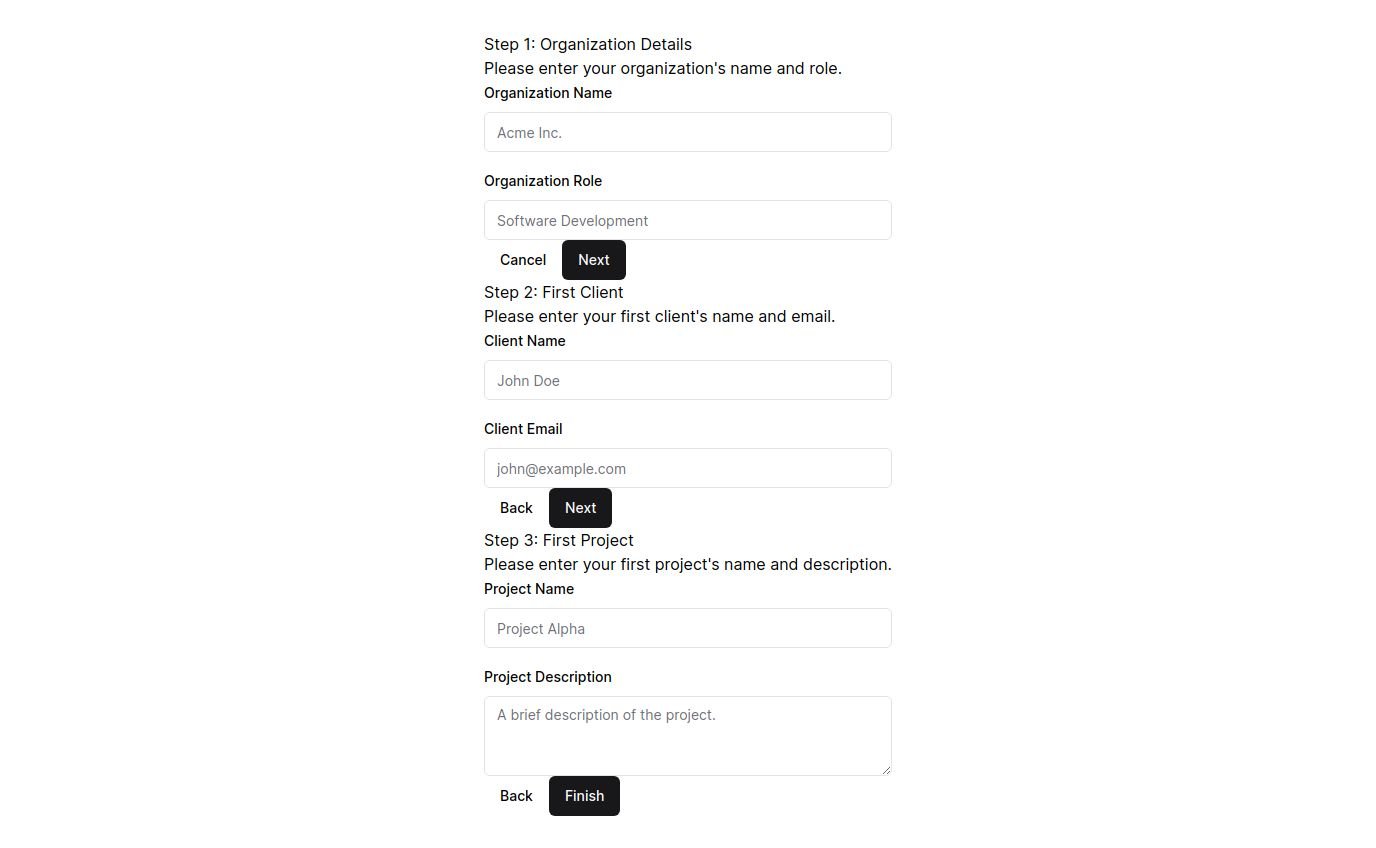 Step 1: Organization Details
Please enter your organization's name and role.
Organization Name
Acme Inc.
Organization Role
Software Development
Cancel Next
Step 2: First Client
Please enter your first client's name and email.
Client Name
John Doe
Client Email
john@example.com
Back Next
Step 3: First Project
Please enter your first project's name and description.
Project Name
Project Alpha
Project Description
A brief description of the project.
Back Finish